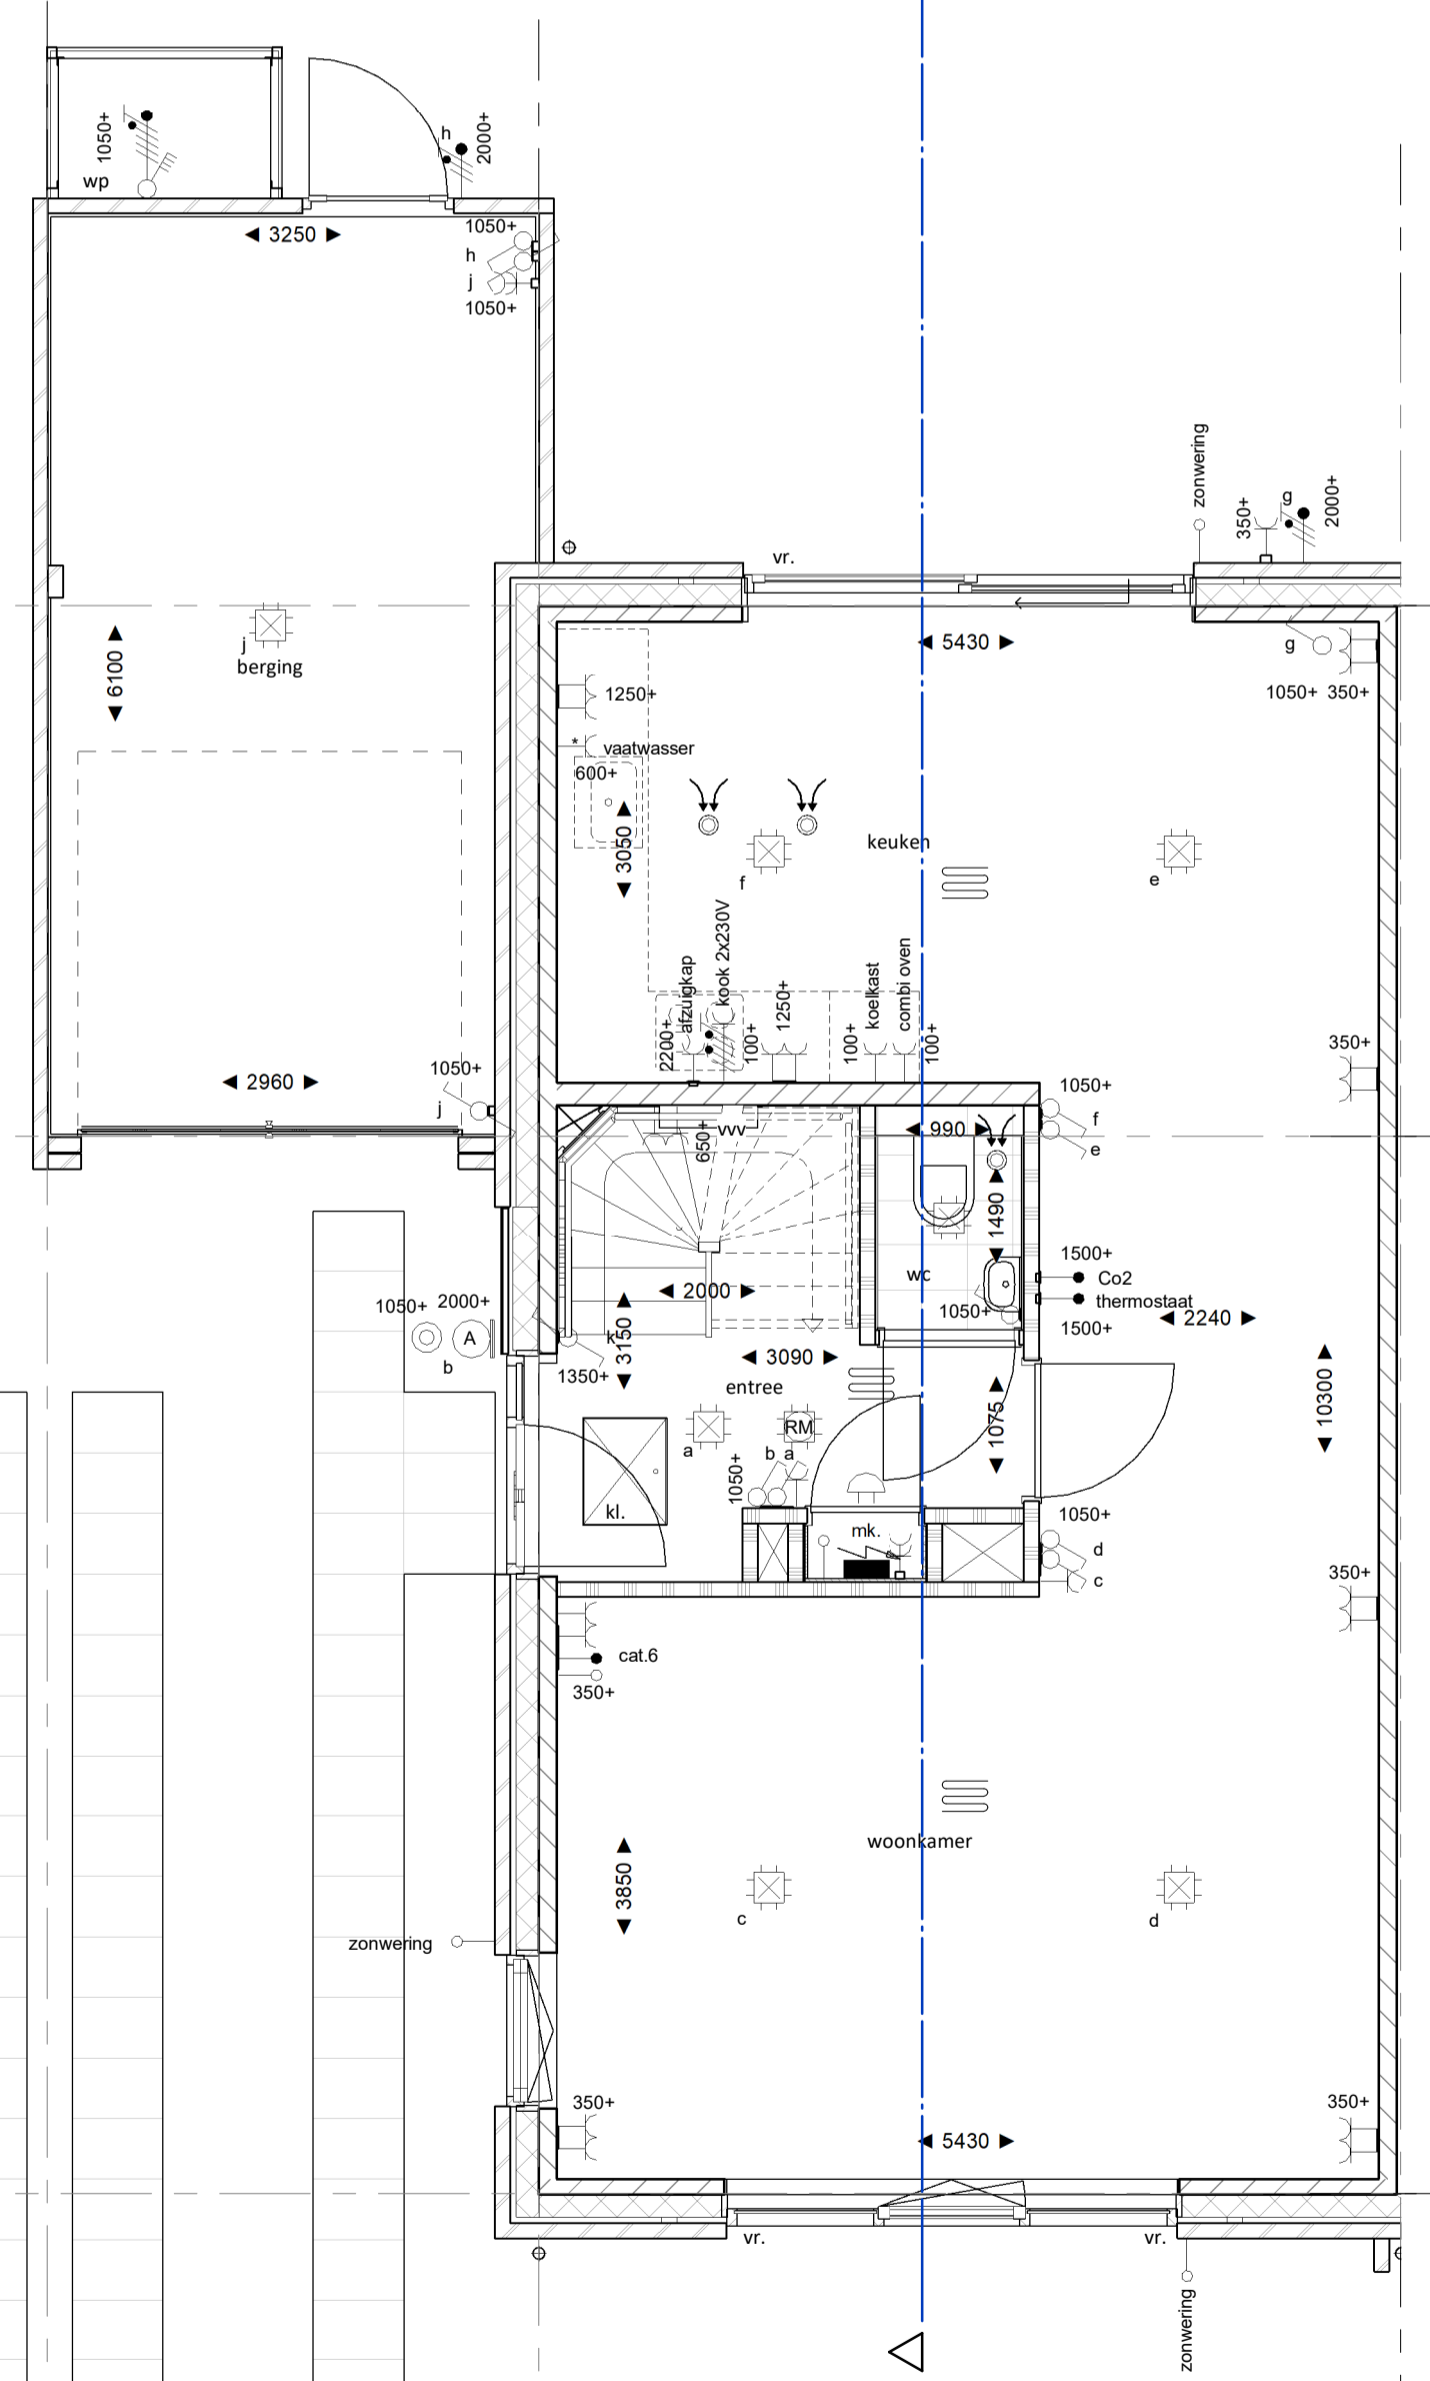 1050+
wp
h
2000+
◄ 3250 ►
1050+
h
j
1050+
zonwering
350+
g
2000+
vr.
j
berging
◄ 6100 ►
◄ 5430 ►
g
1050+ 350+
1250+
* vaatwasser
600+
◄ 3050 ►
keuken
f
e
afzuigkap
kook 2x230V
koelkast
combi oven
2200+
100+
1250+
100+
100+
350+
◄ 2960 ►
1050+
j
1050+
f
e
650+
vvv
◄ 990 ►
◄ 1490 ►
wc
1050+
1500+
Co2
thermostaat
1500+
◄ 2240 ►
1050+ 2000+
A
b
◄ 2000 ►
k
◄ 3150 ►
1350+
◄ 3090 ►
entree
◄ 1075 ►
◄ 10300 ►
a
RM
b a
1050+
kl.
mk.
1050+
d
c
350+
cat.6
350+
woonkamer
◄ 3850 ►
c
d
zonwering
350+
350+
◄ 5430 ►
vr.
vr.
zonwering